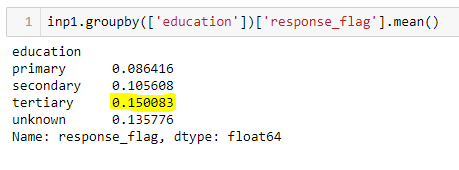 1 inp1.groupby(['education'])['response_flag'].mean()
education
primary 0.086416
secondary 0.105608
tertiary 0.150083
unknown 0.135776
Name: response_flag, dtype: float64